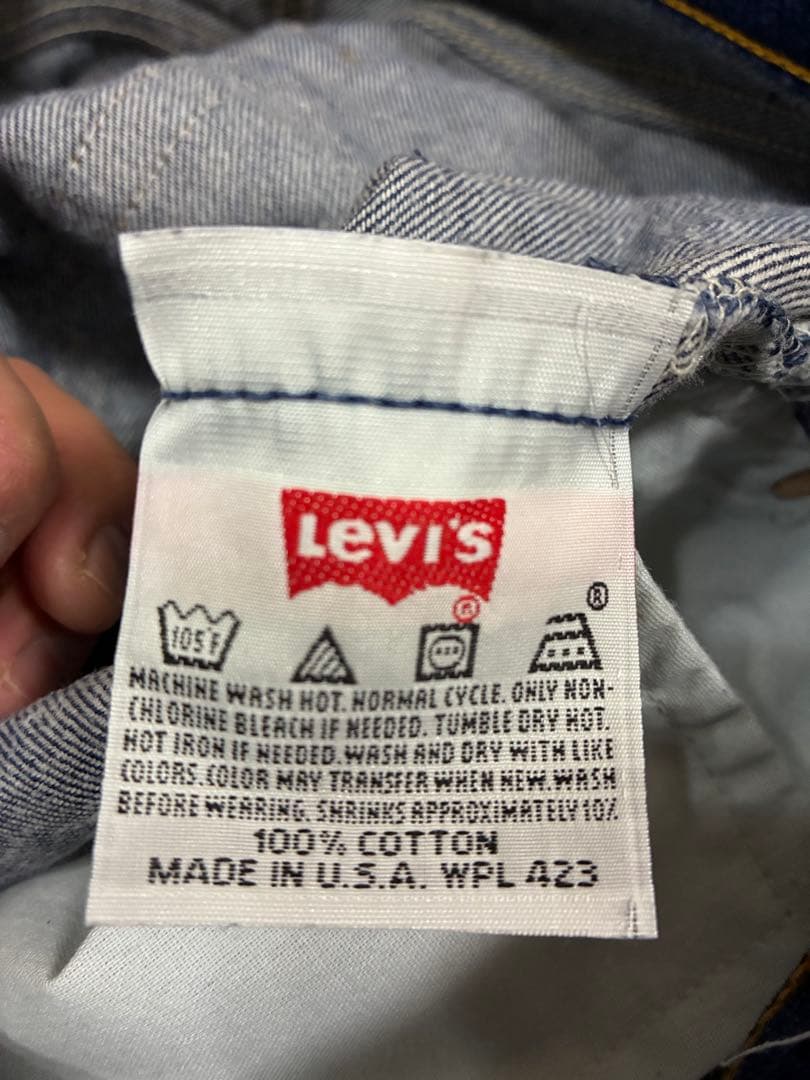 Levi's
®
®
105°F
MACHINE WASH HOT. NORMAL CYCLE. ONLY NON-
CHLORINE BLEACH IF NEEDED. TUMBLE DRY HOT.
HOT IRON IF NEEDED. WASH AND DRY WITH LIKE
COLORS. COLOR MAY TRANSFER WHEN NEW. WASH
BEFORE WEARING. SHRINKS APPROXIMATELY 10%
100% COTTON
MADE IN U.S.A. WPL 423